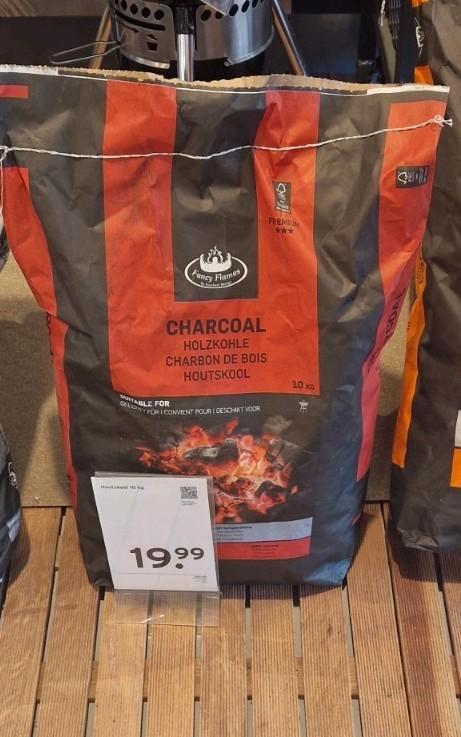 FSC
PREMIUM
Fancy Flames
CHARCOAL
HOLZKOHLE
CHARBON DE BOIS
HOUTSKOOL
10 KG
SUITABLE FOR
GEEIGNET FÜR | CONVIENT POUR | GESCHIKT VOOR
Houtskool 10 kg
19.99